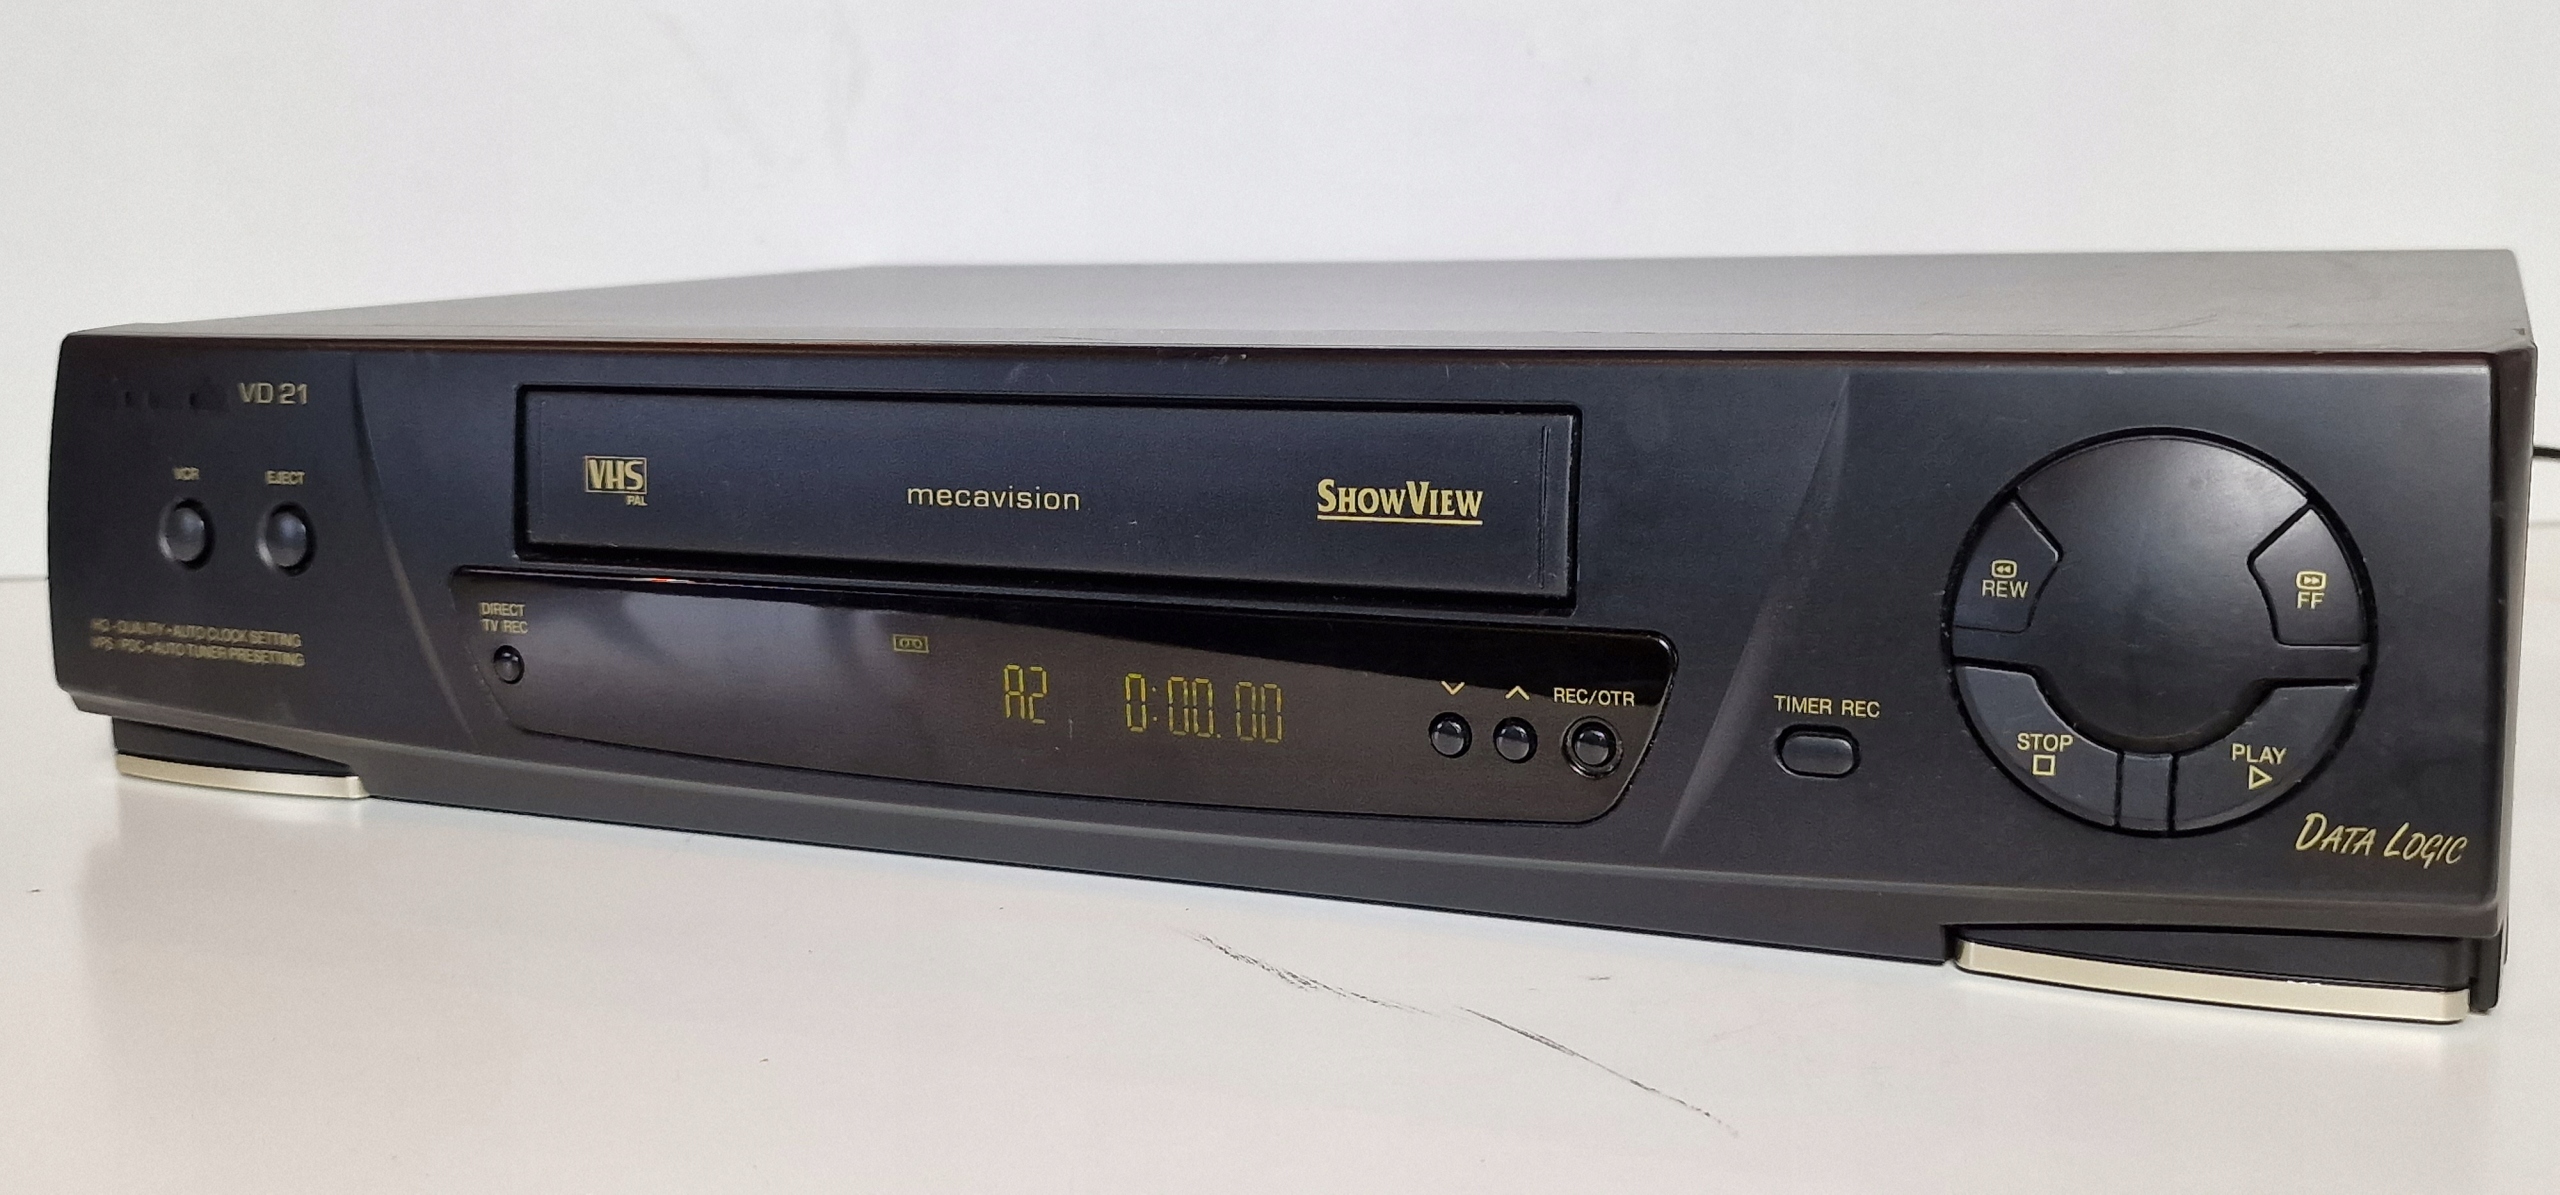 VD 21
VCR EJECT
HQ-QUALITY • AUTO CLOCK SETTING
VPS / PDC • AUTO TUNER PRESETTING
VHS
PAL
mecavision
SHOWVIEW
DIRECT
TV REC
A2 0:00.00
REC/OTR
TIMER REC
REW
FF
STOP
PLAY
DATA LOGIC